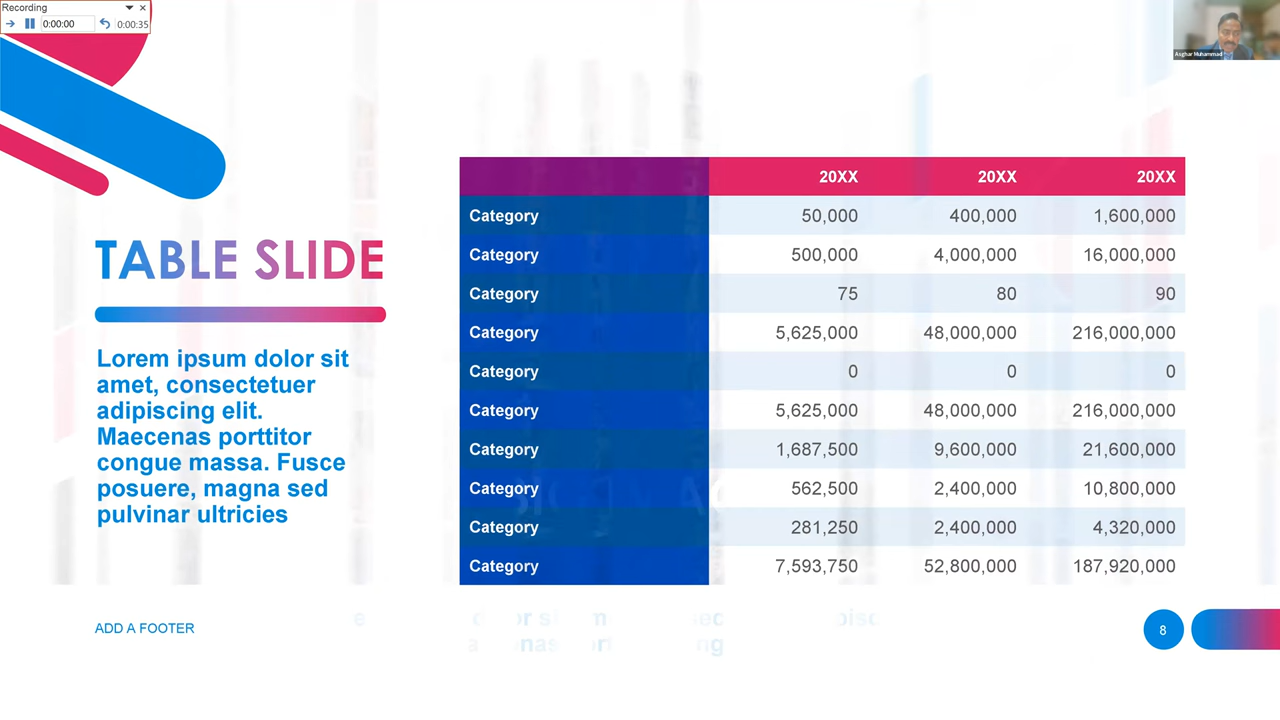 Recording
0:00:00 0:00:35
Asghar Muhammad
20XX 20XX 20XX
Category 50,000 400,000 1,600,000
Category 500,000 4,000,000 16,000,000
Category 75 80 90
Category 5,625,000 48,000,000 216,000,000
Category 0 0 0
Category 5,625,000 48,000,000 216,000,000
Category 1,687,500 9,600,000 21,600,000
Category 562,500 2,400,000 10,800,000
Category 281,250 2,400,000 4,320,000
Category 7,593,750 52,800,000 187,920,000
TABLE SLIDE
Lorem ipsum dolor sit
amet, consectetuer
adipiscing elit.
Maecenas porttitor
congue massa. Fusce
posuere, magna sed
pulvinar ultricies
ADD A FOOTER
8